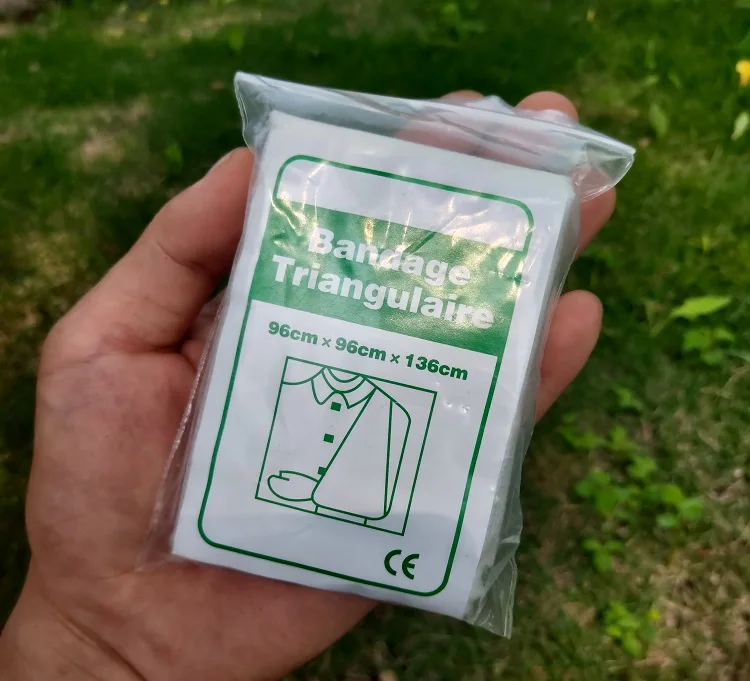 Bandage
Triangulaire
96cm × 96cm × 136cm
CE